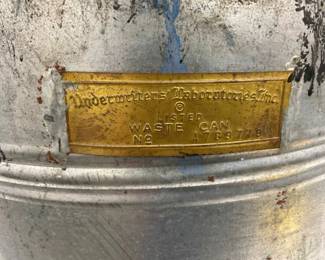 Underwriters' Laboratories, Inc.
LISTED
WASTE CAN
No